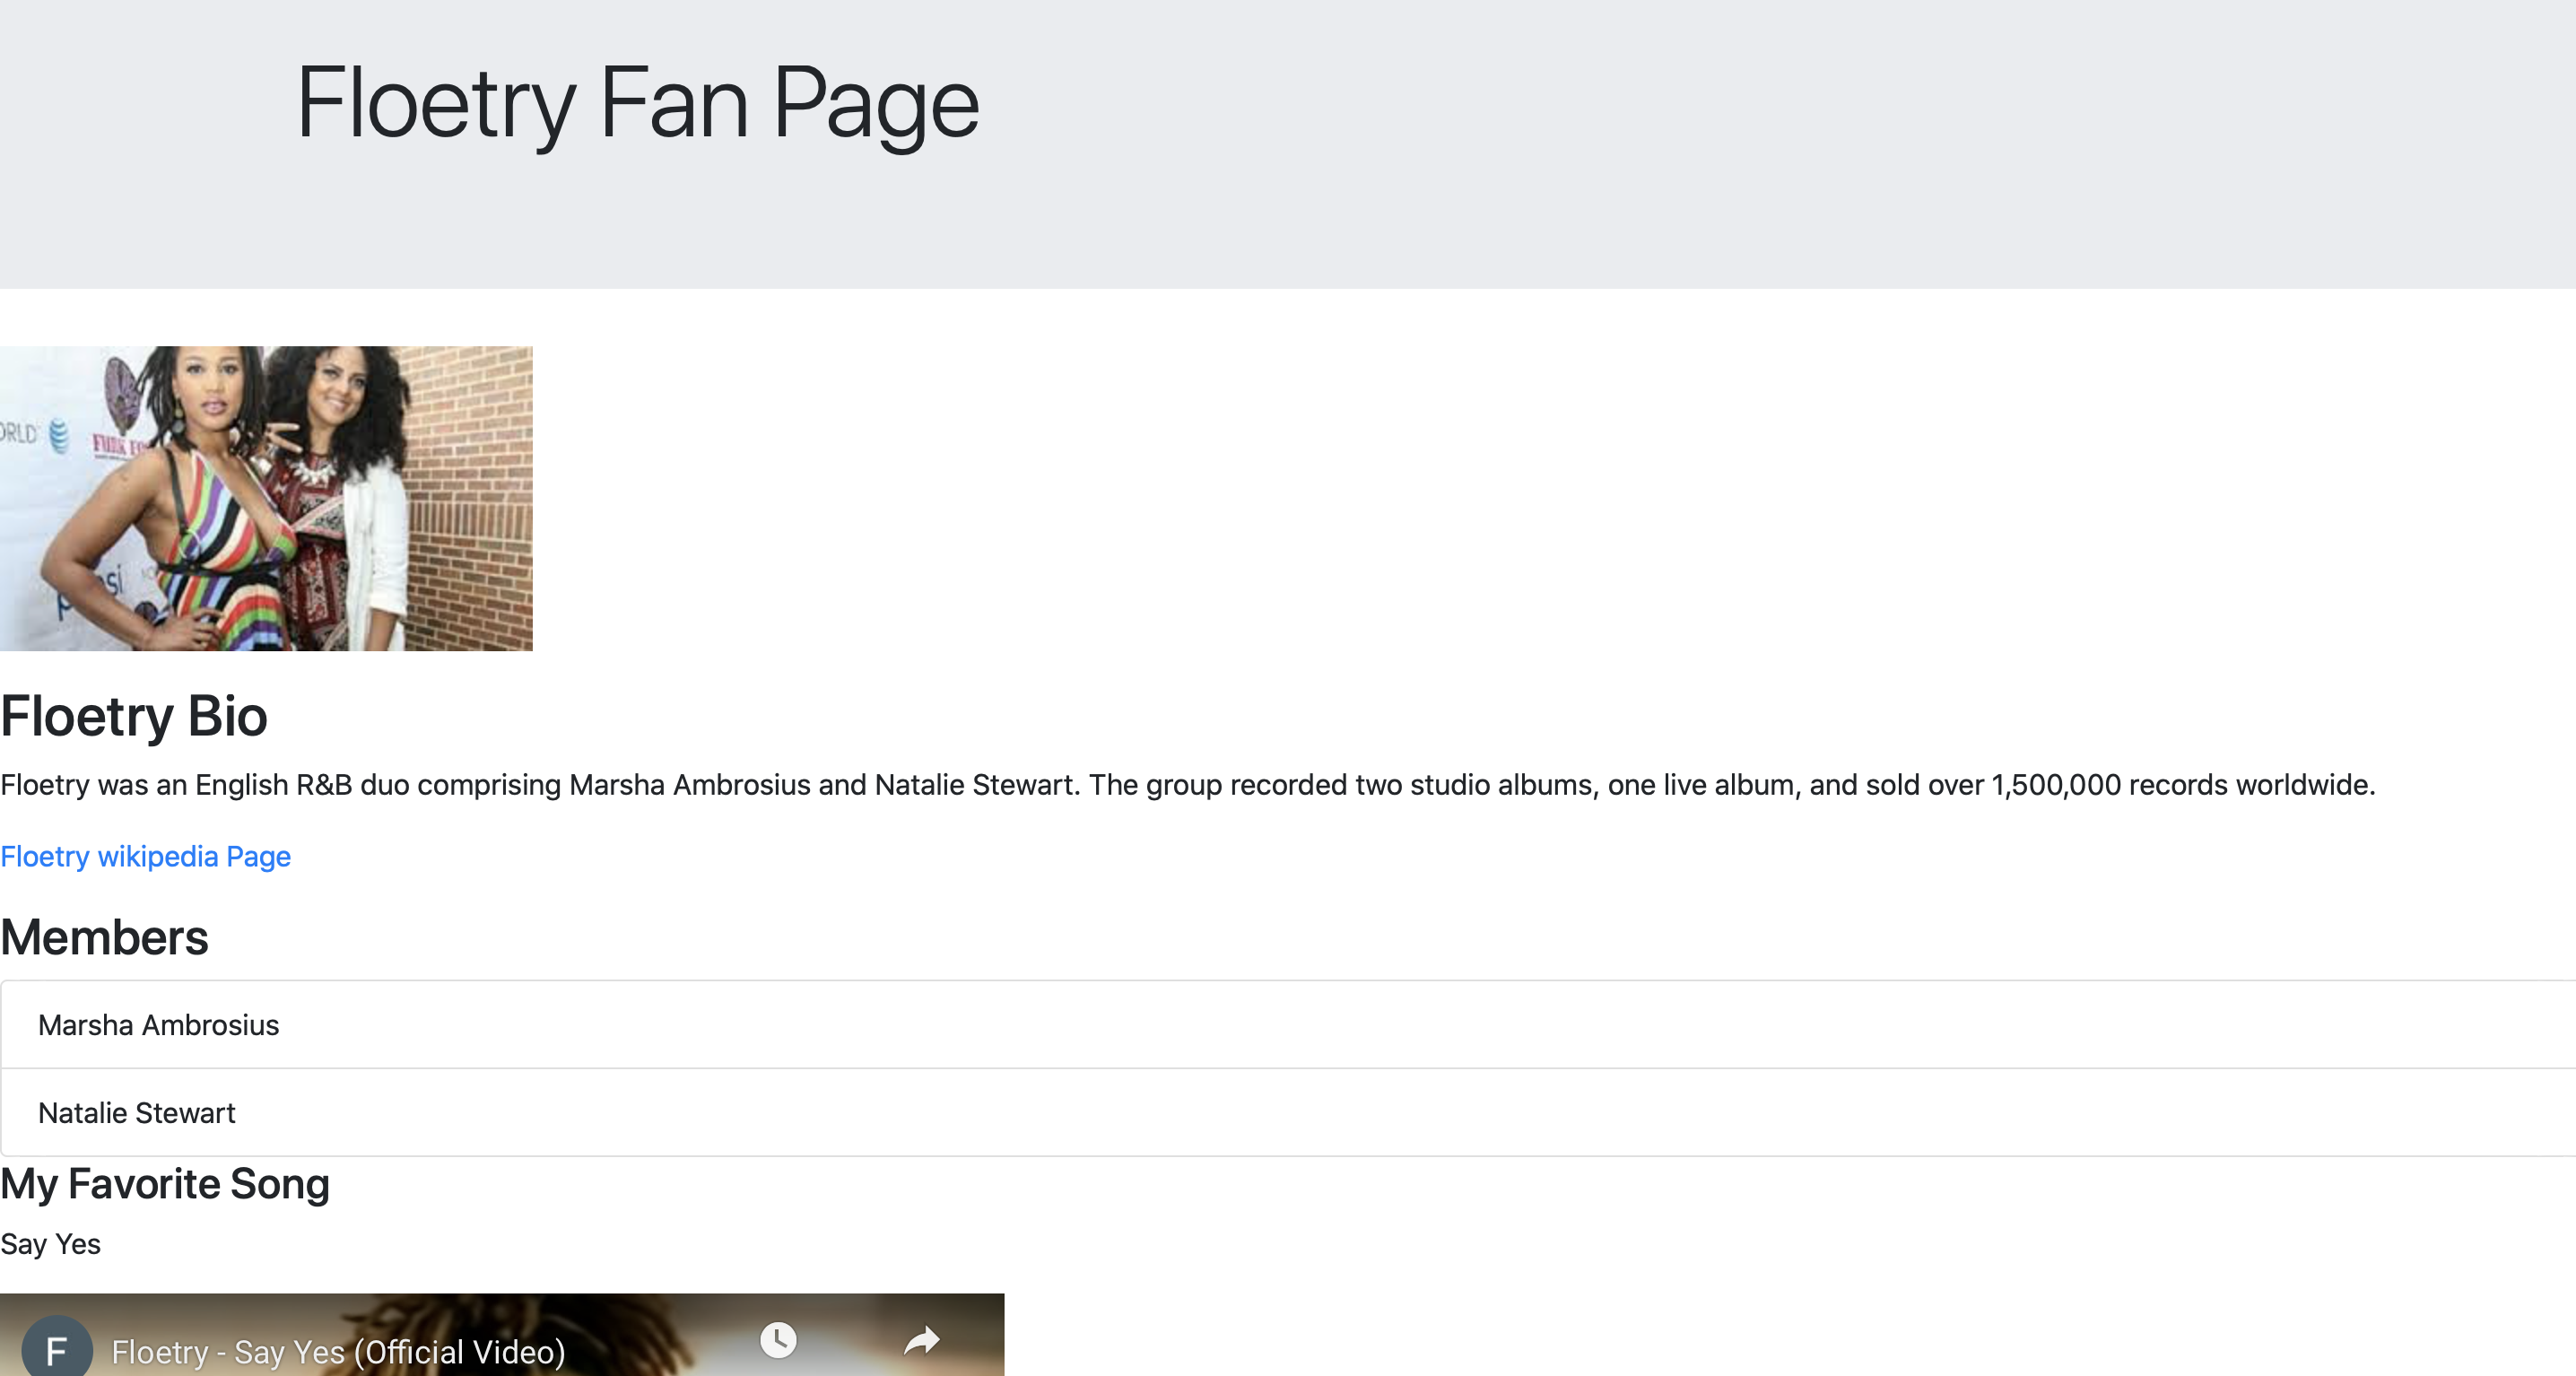 Floetry Fan Page
ORLD
FUNK
Floetry Bio
Floetry was an English R&B duo comprising Marsha Ambrosius and Natalie Stewart. The group recorded two studio albums, one live album, and sold over 1,500,000 records worldwide.
Floetry wikipedia Page
Members
Marsha Ambrosius
Natalie Stewart
My Favorite Song
Say Yes
F Floetry - Say Yes (Official Video)